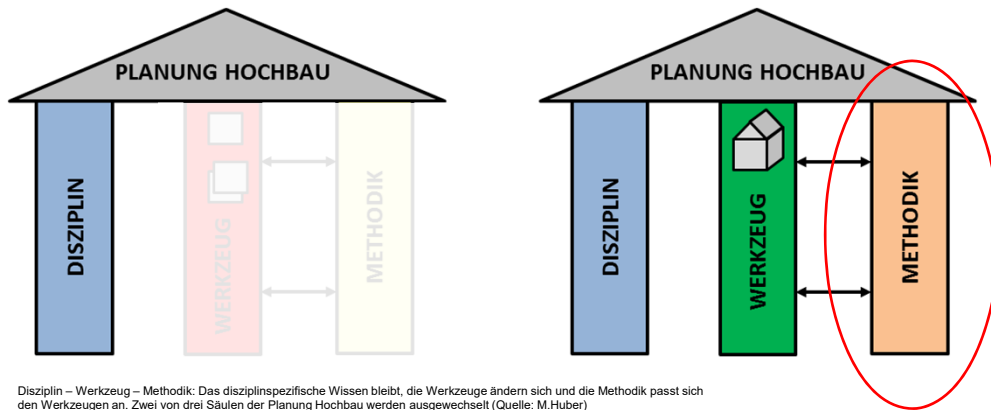 PLANUNG HOCHBAU
DISZIPLIN
WERKZEUG
METHODIK
PLANUNG HOCHBAU
DISZIPLIN
WERKZEUG
METHODIK
Disziplin – Werkzeug – Methodik: Das disziplinspezifische Wissen bleibt, die Werkzeuge ändern sich und die Methodik passt sich
den Werkzeugen an. Zwei von drei Säulen der Planung Hochbau werden ausgewechselt (Quelle: M.Huber)